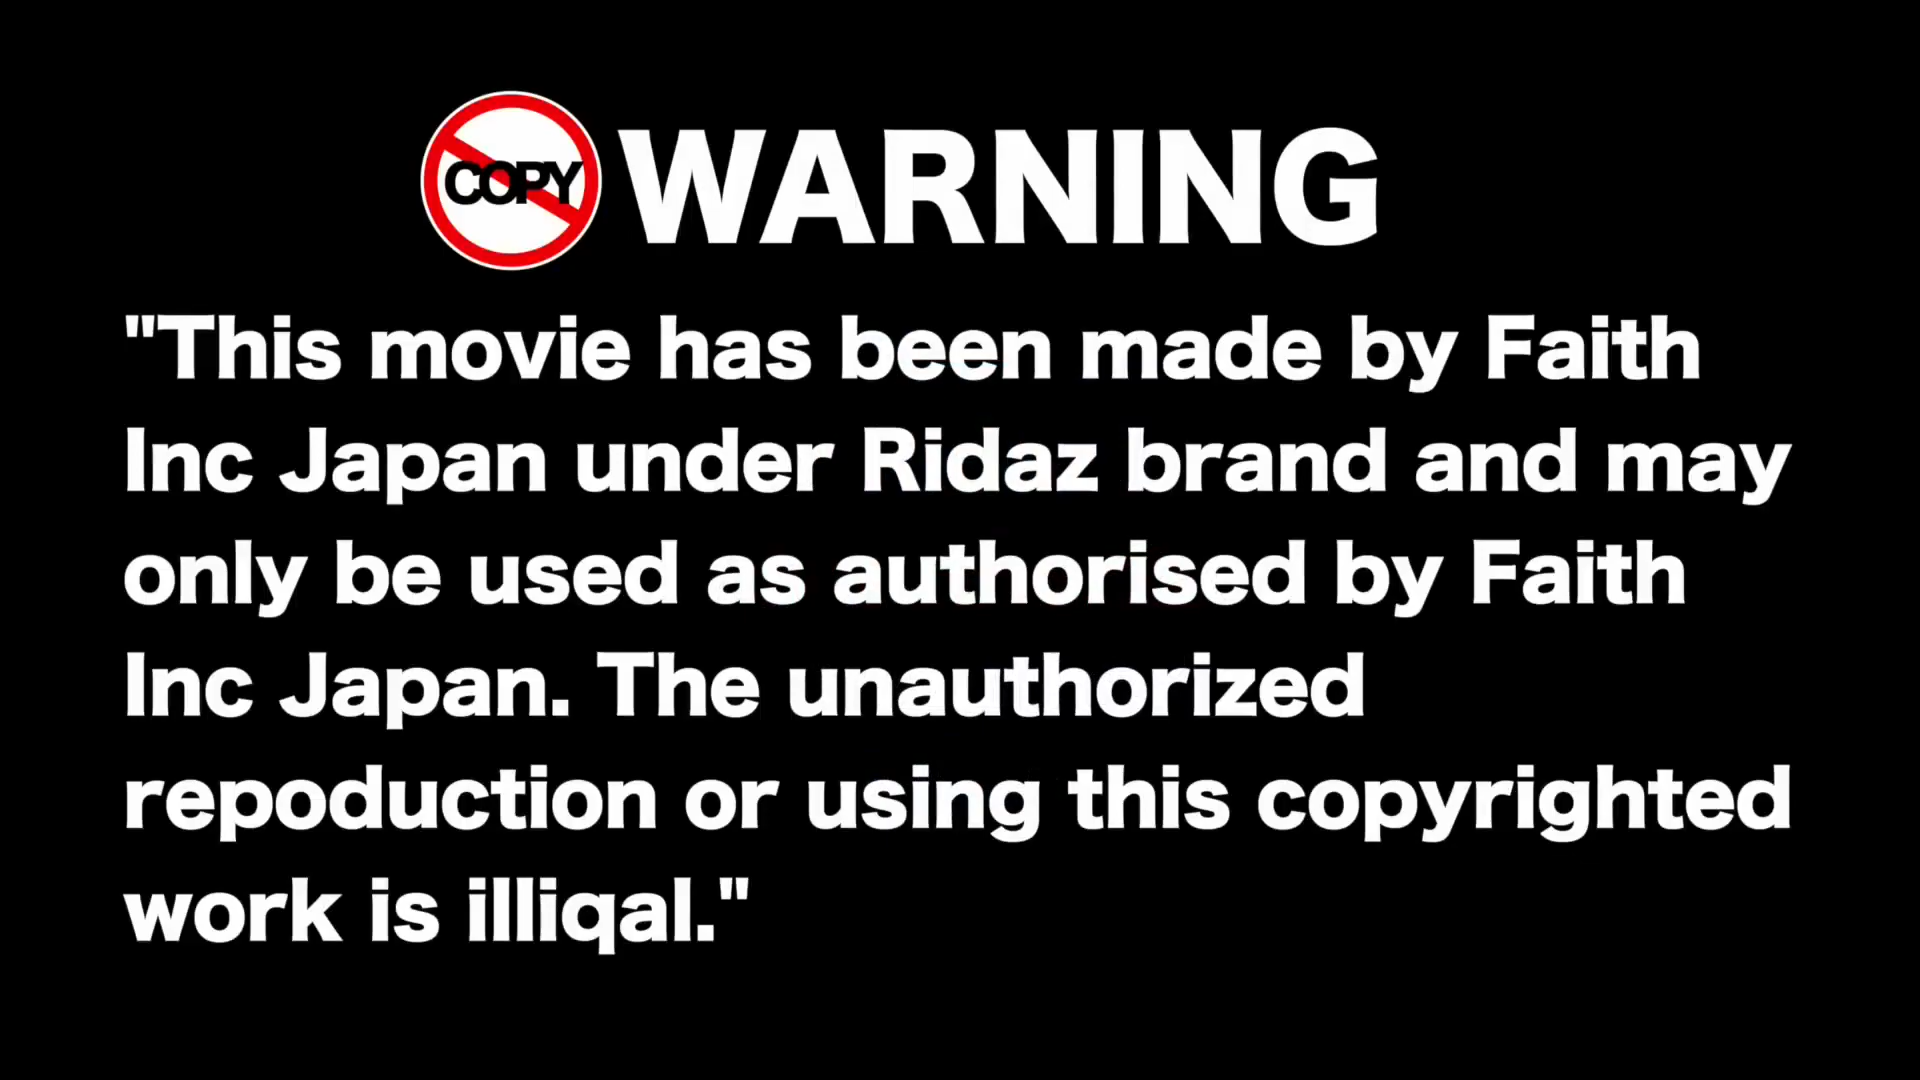 COPY WARNING
"This movie has been made by Faith
Inc Japan under Ridaz brand and may
only be used as authorised by Faith
Inc Japan. The unauthorized
repoduction or using this copyrighted
work is illiqal."